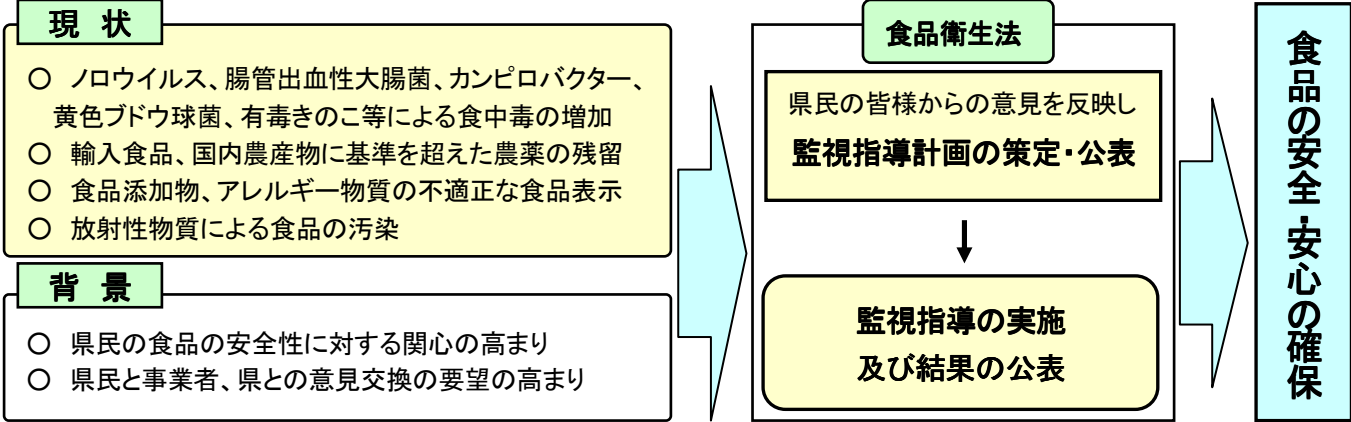 現 状
○ ノロウイルス、腸管出血性大腸菌、カンピロバクター、
黄色ブドウ球菌、有毒きのこ等による食中毒の増加
○ 輸入食品、国内農産物に基準を超えた農薬の残留
○ 食品添加物、アレルギー物質の不適正な食品表示
○ 放射性物質による食品の汚染
背 景
○ 県民の食品の安全性に対する関心の高まり
○ 県民と事業者、県との意見交換の要望の高まり
食品衛生法
県民の皆様からの意見を反映し
監視指導計画の策定・公表
監視指導の実施
及び結果の公表
食品の安全・安心の確保